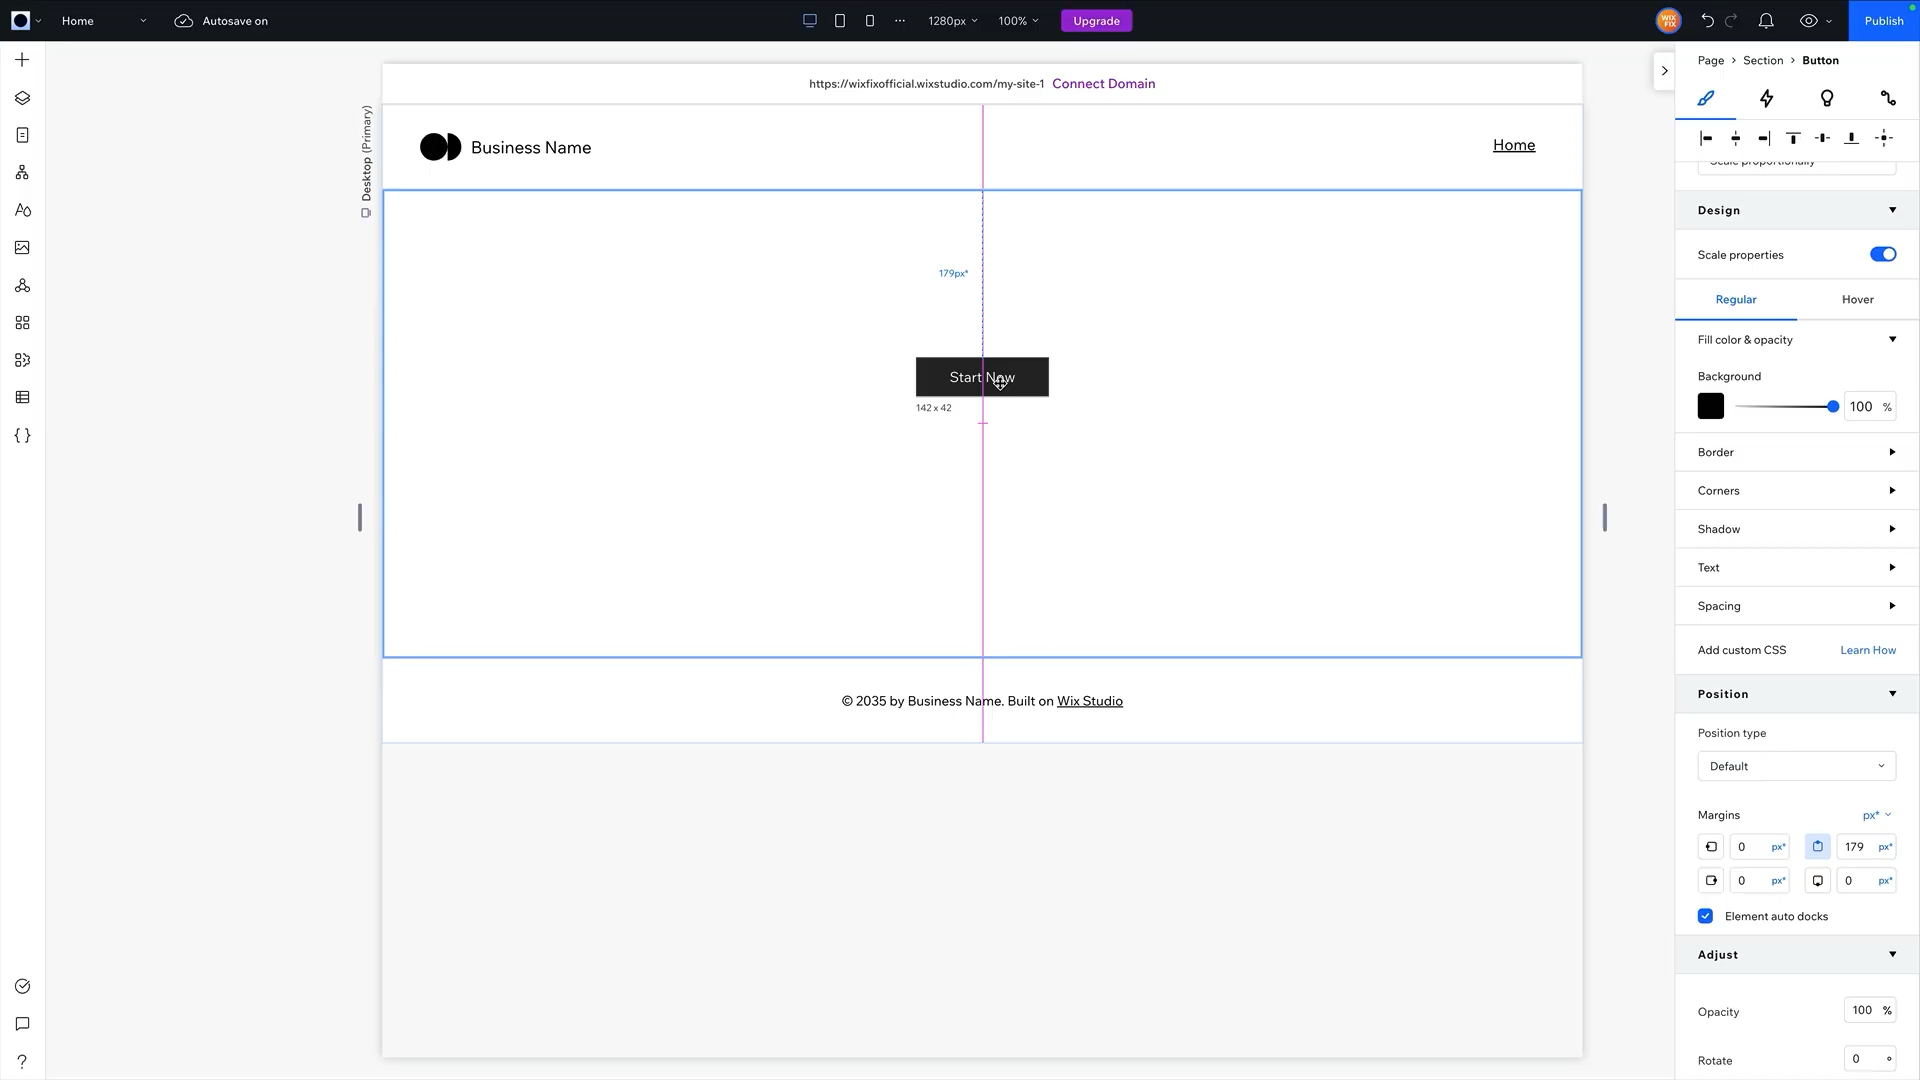 Home
Autosave on
1280px
100%
Upgrade
WIX
FIX
Publish
https://wixfixofficial.wixstudio.com/my-site-1 Connect Domain
Desktop (Primary)
Business Name
Home
179px*
Start Now
142 x 42
© 2035 by Business Name. Built on Wix Studio
Page > Section > Button
Scale proportionally
Design
Scale properties
Regular
Hover
Fill color & opacity
Background
100 %
Border
Corners
Shadow
Text
Spacing
Add custom CSS
Learn How
Position
Position type
Default
Margins
px*
0 px*
179 px*
0 px*
0 px*
Element auto docks
Adjust
Opacity
100 %
Rotate
0 °